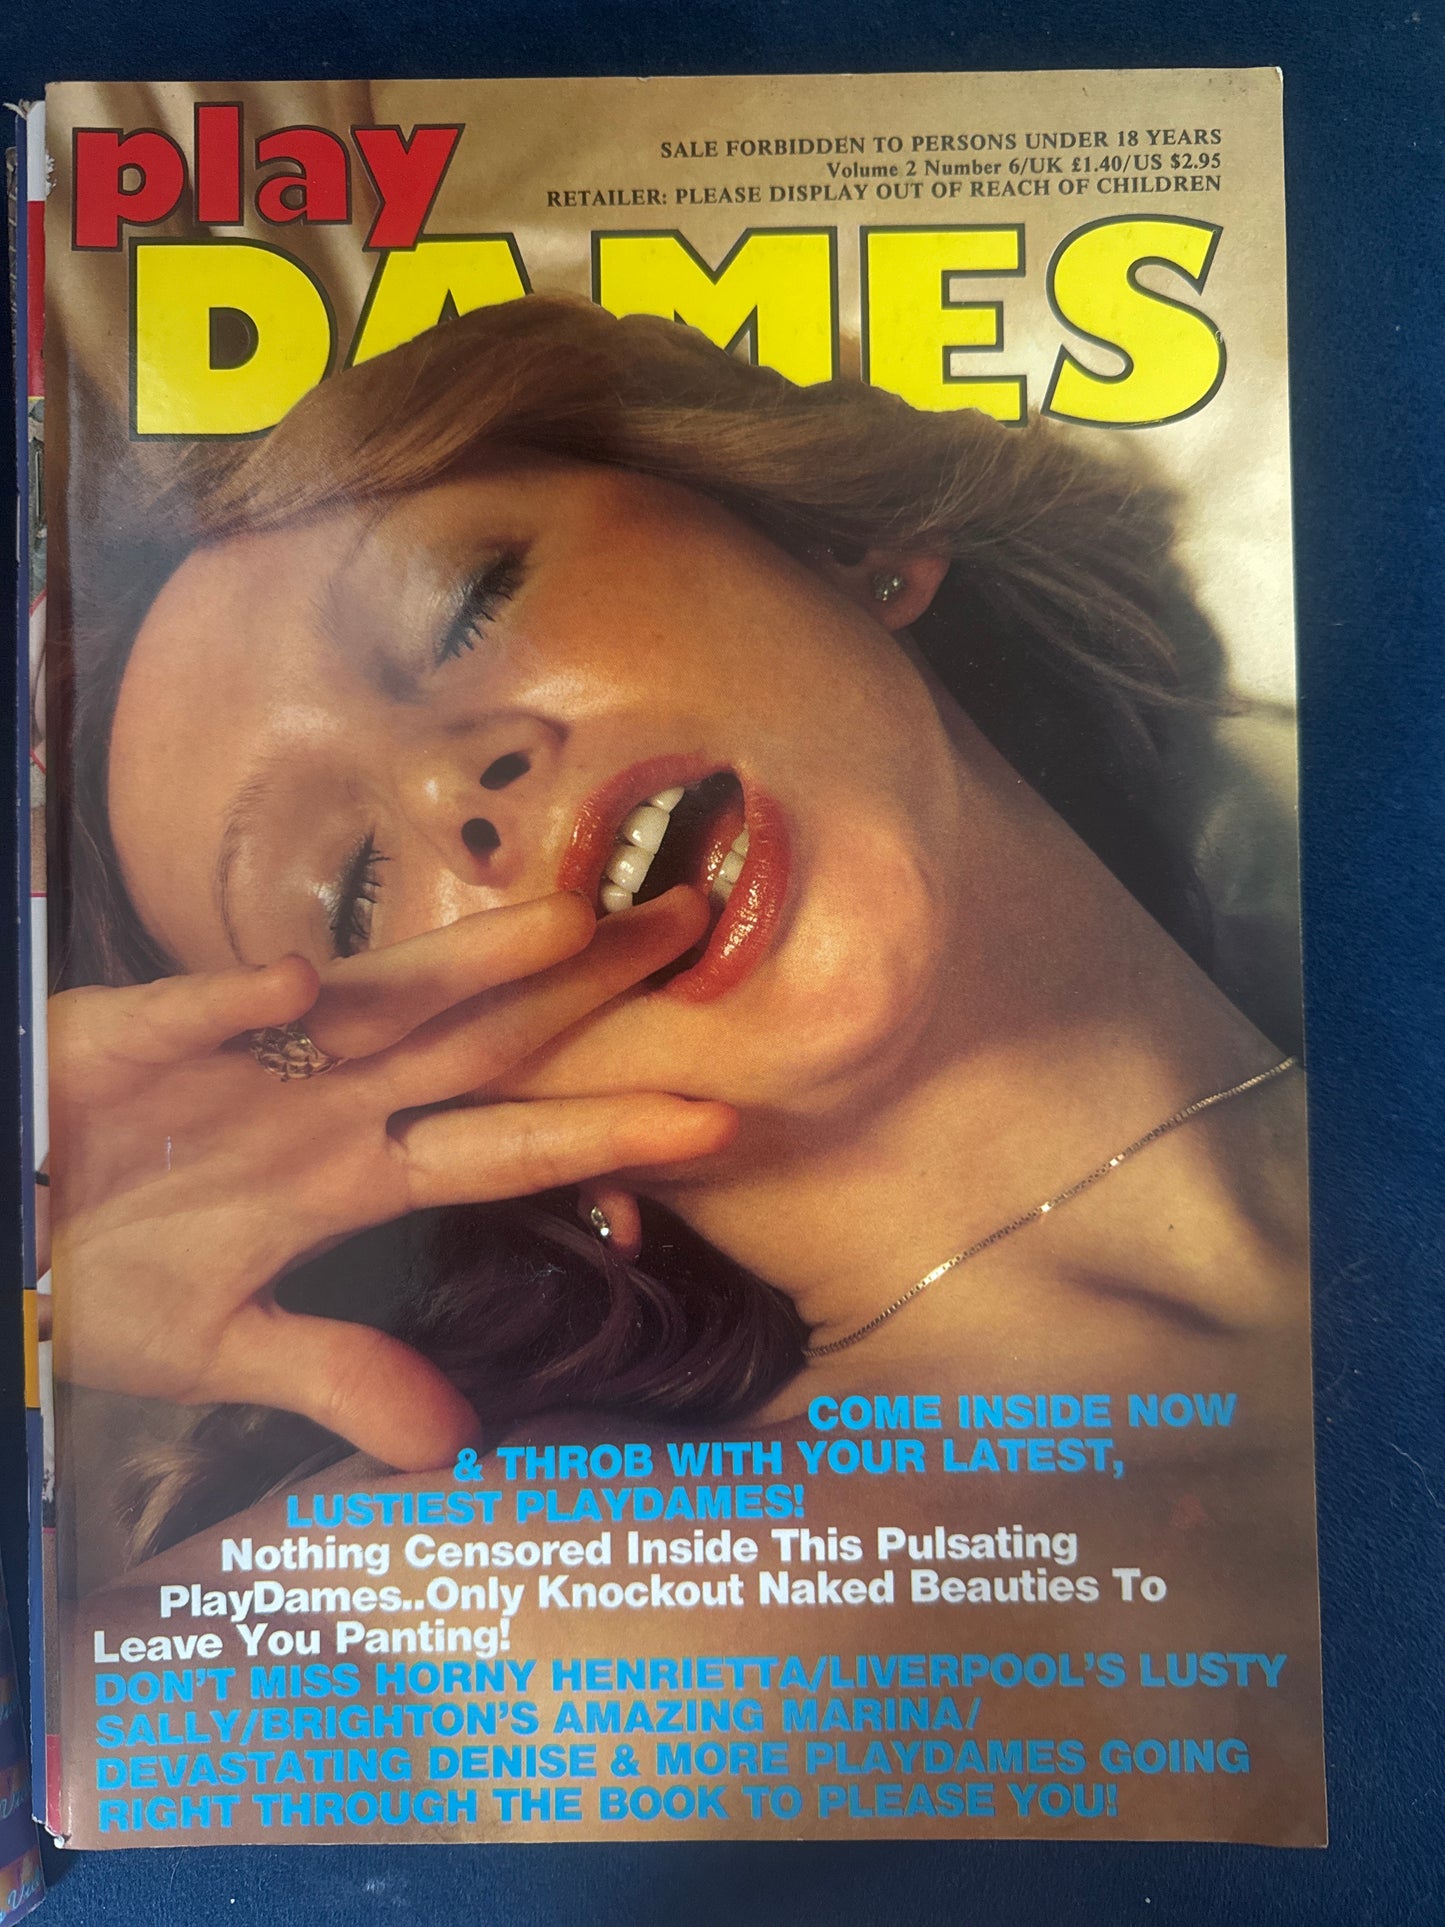 play
DAMES
SALE FORBIDDEN TO PERSONS UNDER 18 YEARS
Volume 2 Number 6/UK £1.40/US $2.95
RETAILER: PLEASE DISPLAY OUT OF REACH OF CHILDREN
COME INSIDE NOW
& THROB WITH YOUR LATEST,
LUSTIEST PLAYDAMES!
Nothing Censored Inside This Pulsating
PlayDames..Only Knockout Naked Beauties To
Leave You Panting!
DON'T MISS HORNY HENRIETTA/LIVERPOOL'S LUSTY
SALLY/BRIGHTON'S AMAZING MARINA/
DEVASTATING DENISE & MORE PLAYDAMES GOING
RIGHT THROUGH THE BOOK TO PLEASE YOU!